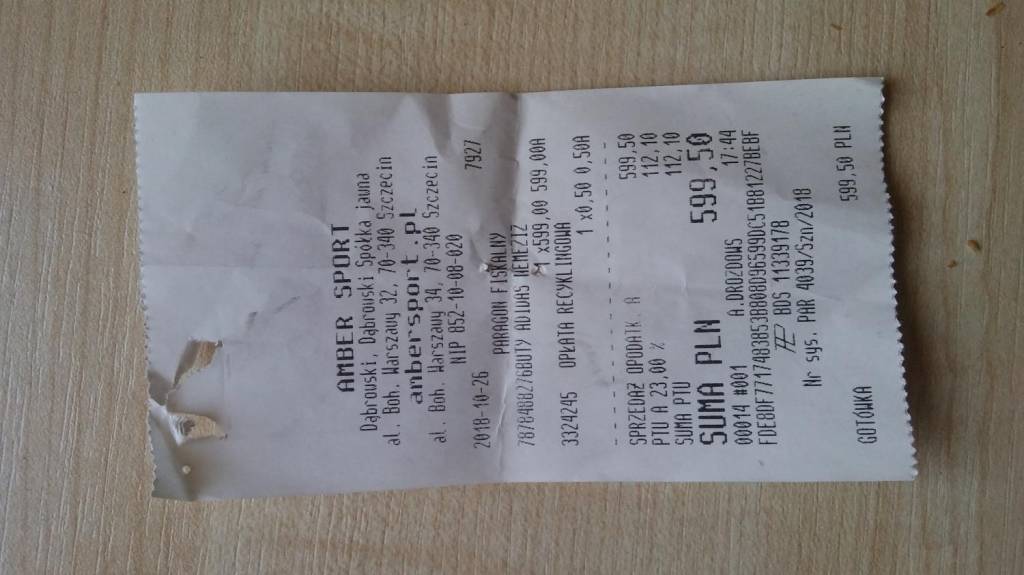 AMBER SPORT
Dąbrowski, Dąbrowski Spółka jawna
al. Boh. Warszawy 32, 70-340 Szczecin
ambersport.pl
al. Boh. Warszawy 34, 70-340 Szczecin
NIP 852-10-08-020
2018-10-26 7927
PARAGON FISKALNY
BUTY ADIDAS NEMEZIZ
1 x599,00 599,00A
3324245 OPŁATA RECYKLINGOWA
1 x0,50 0,50A
SPRZEDAŻ OPODATK. A 599,50
PTU A 23,00 % 112,10
SUMA PTU 112,10
SUMA PLN 599,50
00014 #001 A.DROZDOWS 17:44
BDS 11339178
Nr sys. PAR 4039/Szn/2018
GOTÓWKA 599,50 PLN